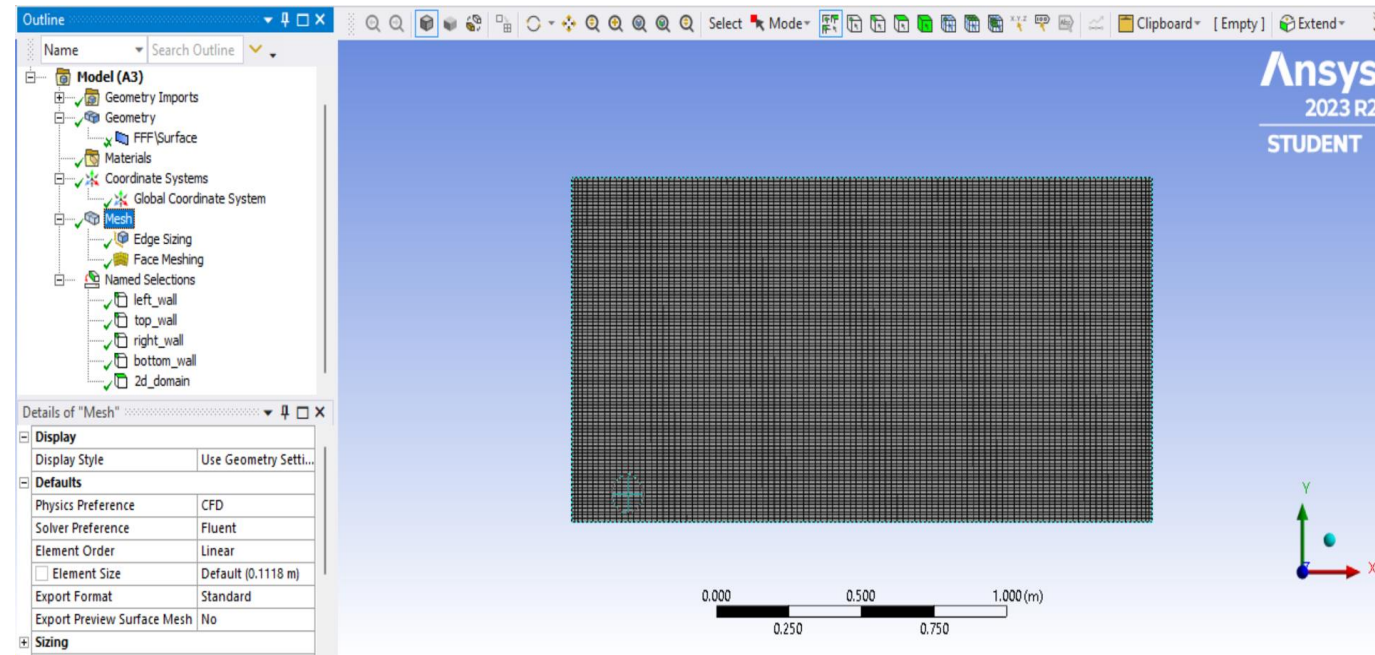 Outline
Name Search Outline
Model (A3)
Geometry Imports
Geometry
FFF\Surface
Materials
Coordinate Systems
Global Coordinate System
Mesh
Edge Sizing
Face Meshing
Named Selections
left_wall
top_wall
right_wall
bottom_wall
2d_domain
Details of "Mesh"
Display
Display Style Use Geometry Setti...
Defaults
Physics Preference CFD
Solver Preference Fluent
Element Order Linear
Element Size Default (0.1118 m)
Export Format Standard
Export Preview Surface Mesh No
Sizing
Select Mode Clipboard [ Empty ] Extend
Ansys
2023 R2
STUDENT
Y
X
0.000 0.500 1.000 (m)
0.250 0.750